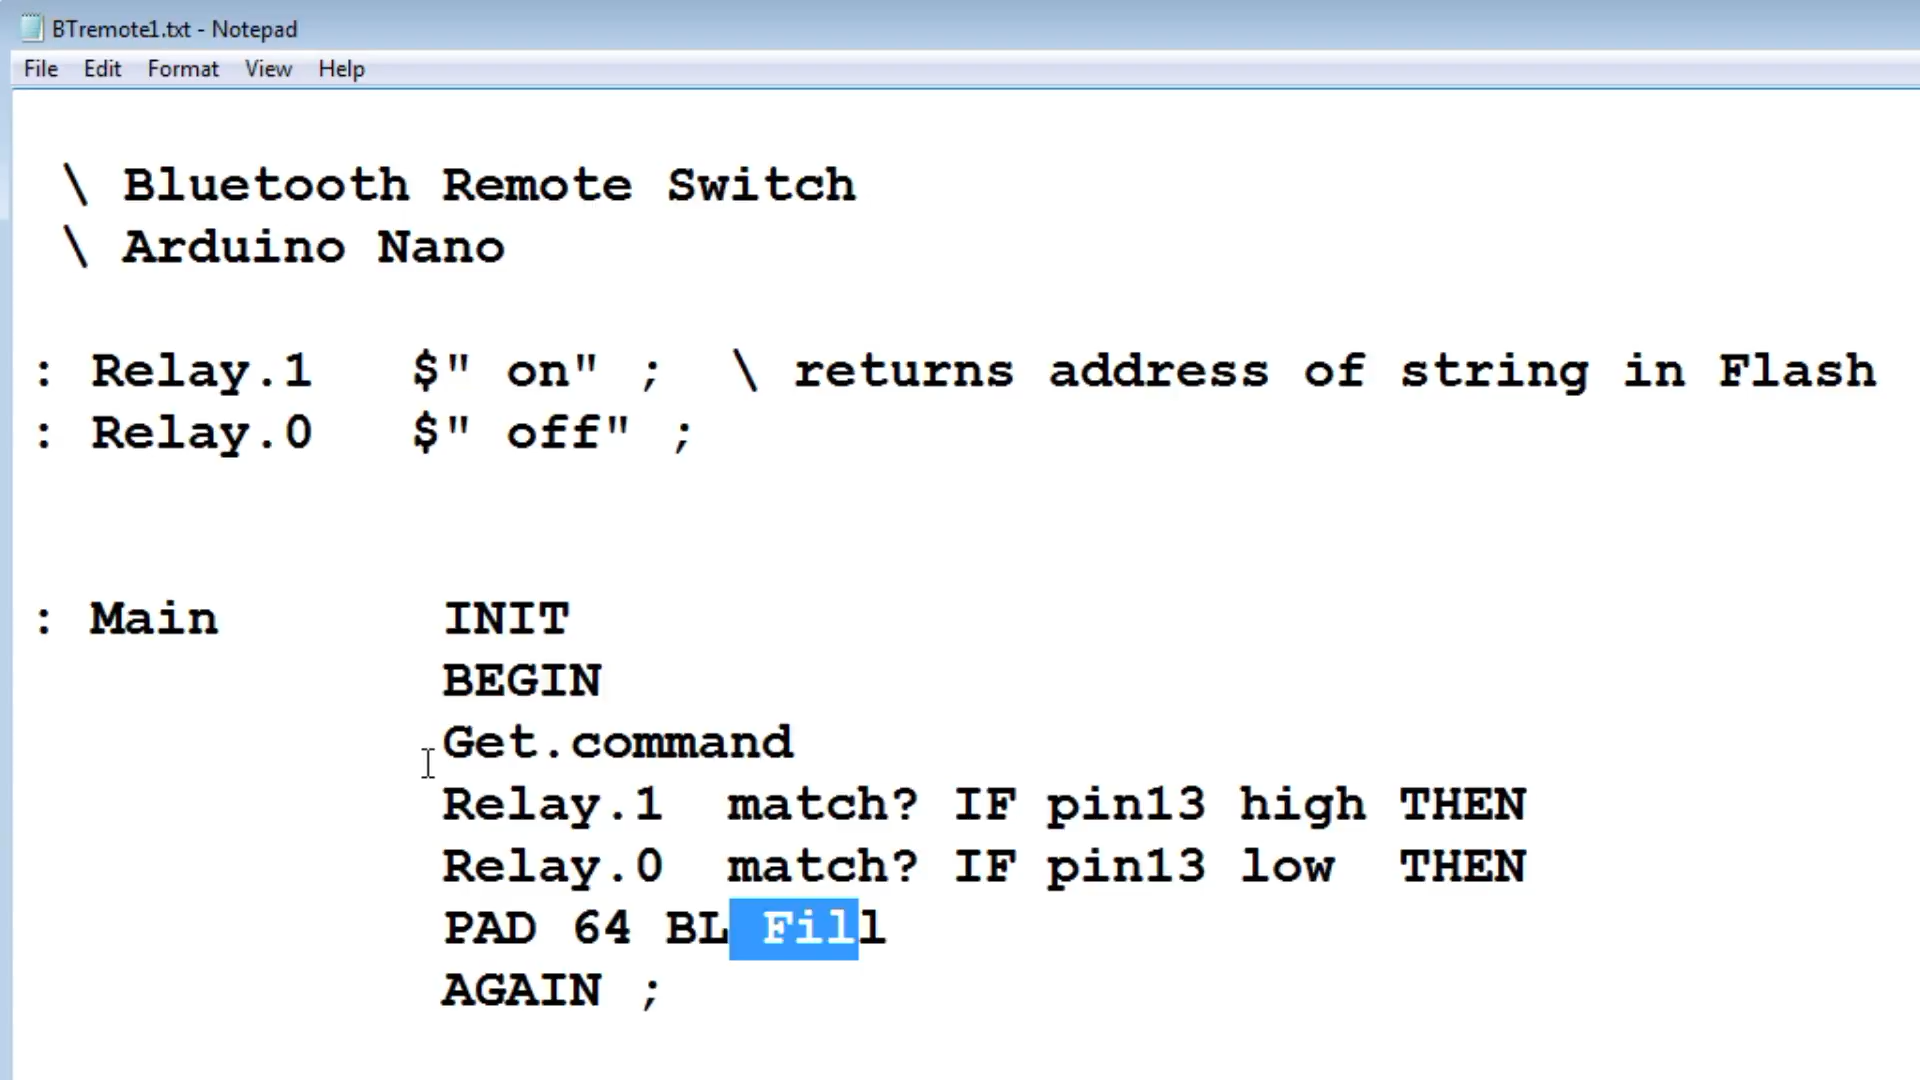 BTremote1.txt - Notepad
File Edit Format View Help
\ Bluetooth Remote Switch
\ Arduino Nano
: Relay.1 $" on" ; \ returns address of string in Flash
: Relay.0 $" off" ;
: Main INIT
BEGIN
Get.command
Relay.1 match? IF pin13 high THEN
Relay.0 match? IF pin13 low THEN
PAD 64 BL Fill
AGAIN ;